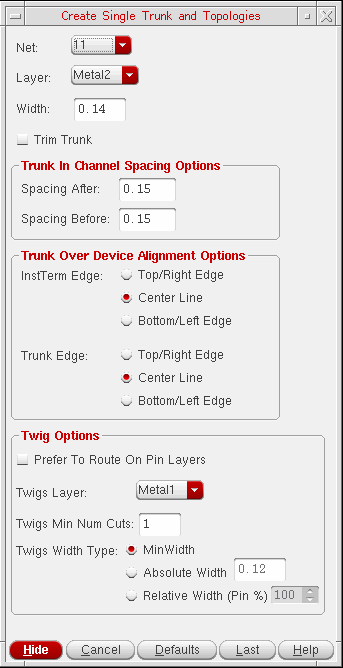 Create Single Trunk and Topologies
Net: 11
Layer: Metal2
Width: 0.14
Trim Trunk
Trunk In Channel Spacing Options
Spacing After: 0.15
Spacing Before: 0.15
Trunk Over Device Alignment Options
InstTerm Edge: Top/Right Edge
Center Line
Bottom/Left Edge
Trunk Edge: Top/Right Edge
Center Line
Bottom/Left Edge
Twig Options
Prefer To Route On Pin Layers
Twigs Layer: Metal1
Twigs Min Num Cuts: 1
Twigs Width Type: MinWidth
Absolute Width 0.12
Relative Width (Pin %) 100
Hide Cancel Defaults Last Help